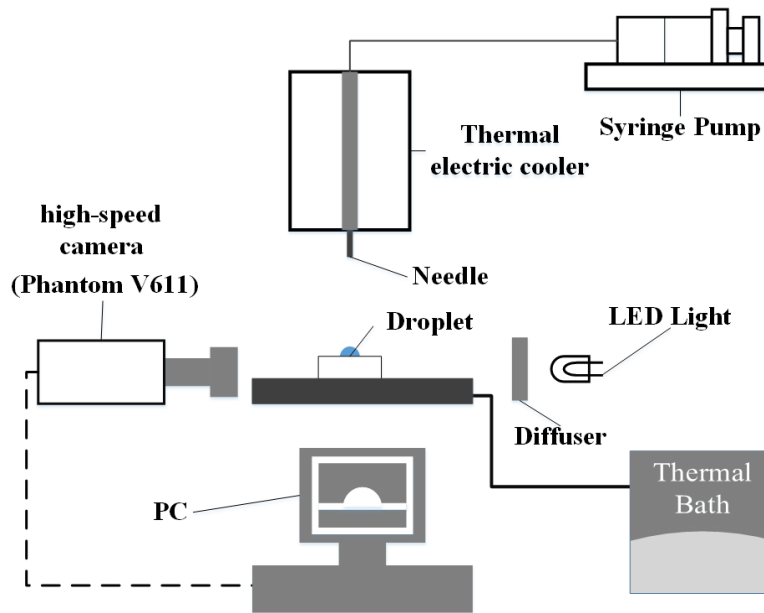 Syringe Pump
Thermal
electric cooler
high-speed
camera
(Phantom V611)
Needle
Droplet
LED Light
Diffuser
PC
Thermal
Bath